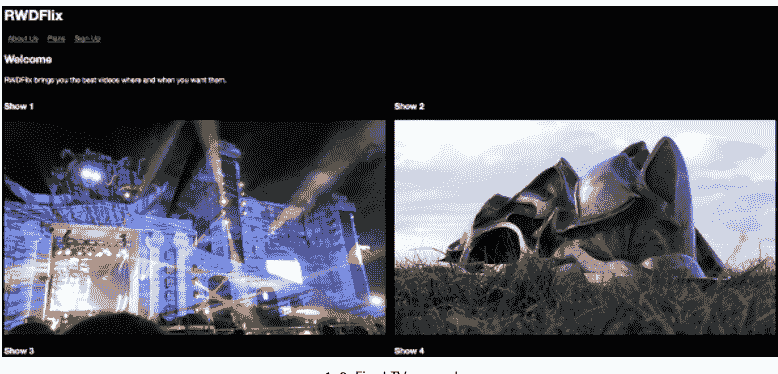 RWDFlix
About Us Plans Sign Up
Welcome
RWDFlix brings you the best videos where and when you want them.
Show 1 Show 2
Show 3 Show 4